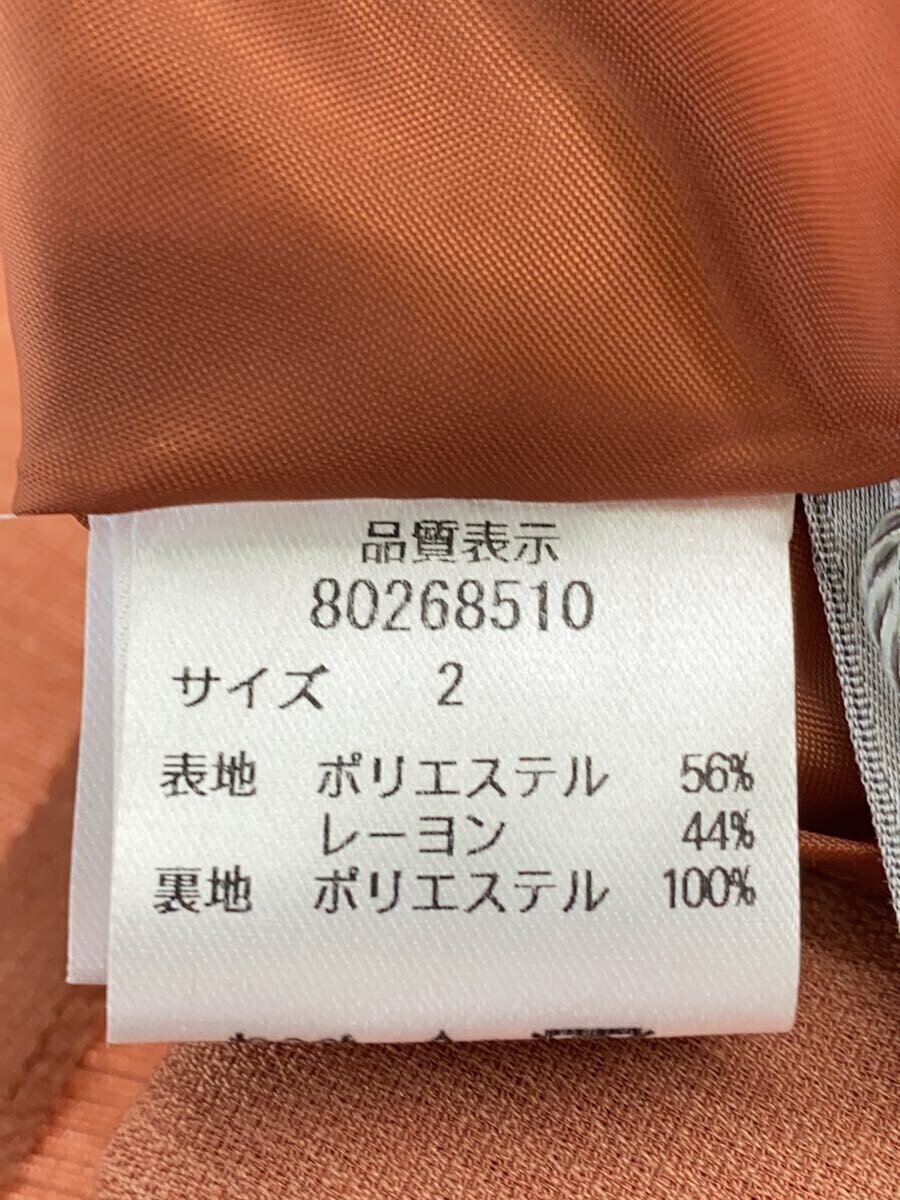 品質表示
80268510
サイズ 2
表地 ポリエステル 56%
レーヨン 44%
裏地 ポリエステル 100%